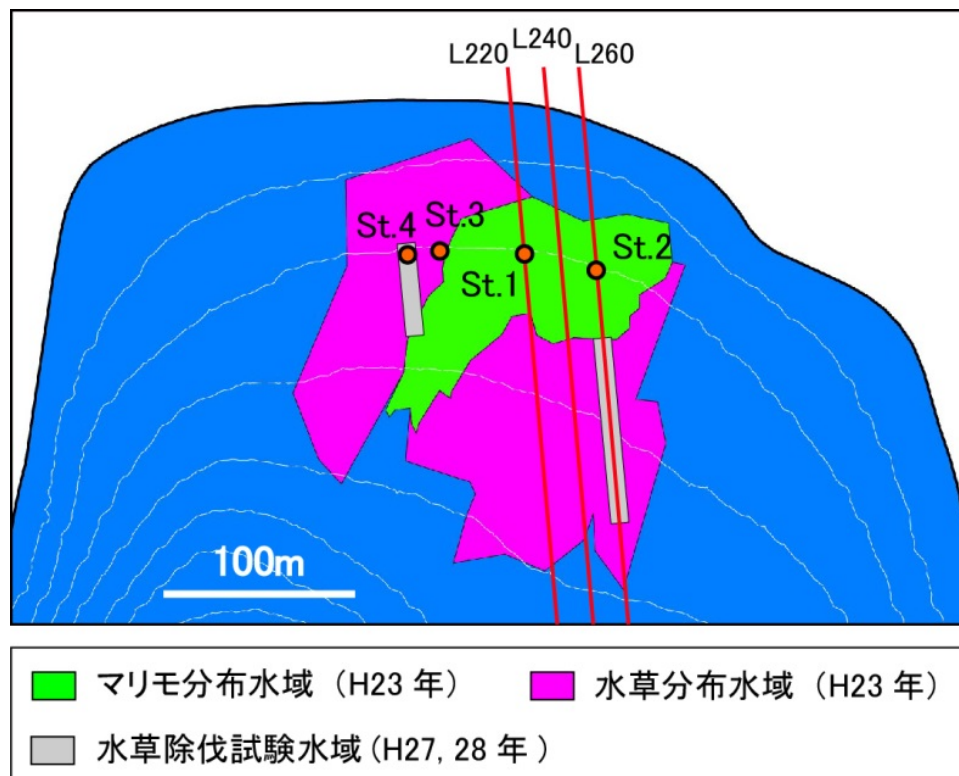 L220
L240
L260
St.4
St.3
St.1
St.2
100m
マリモ分布水域 (H23 年)
水草分布水域 (H23 年)
水草除伐試験水域 (H27, 28 年 )